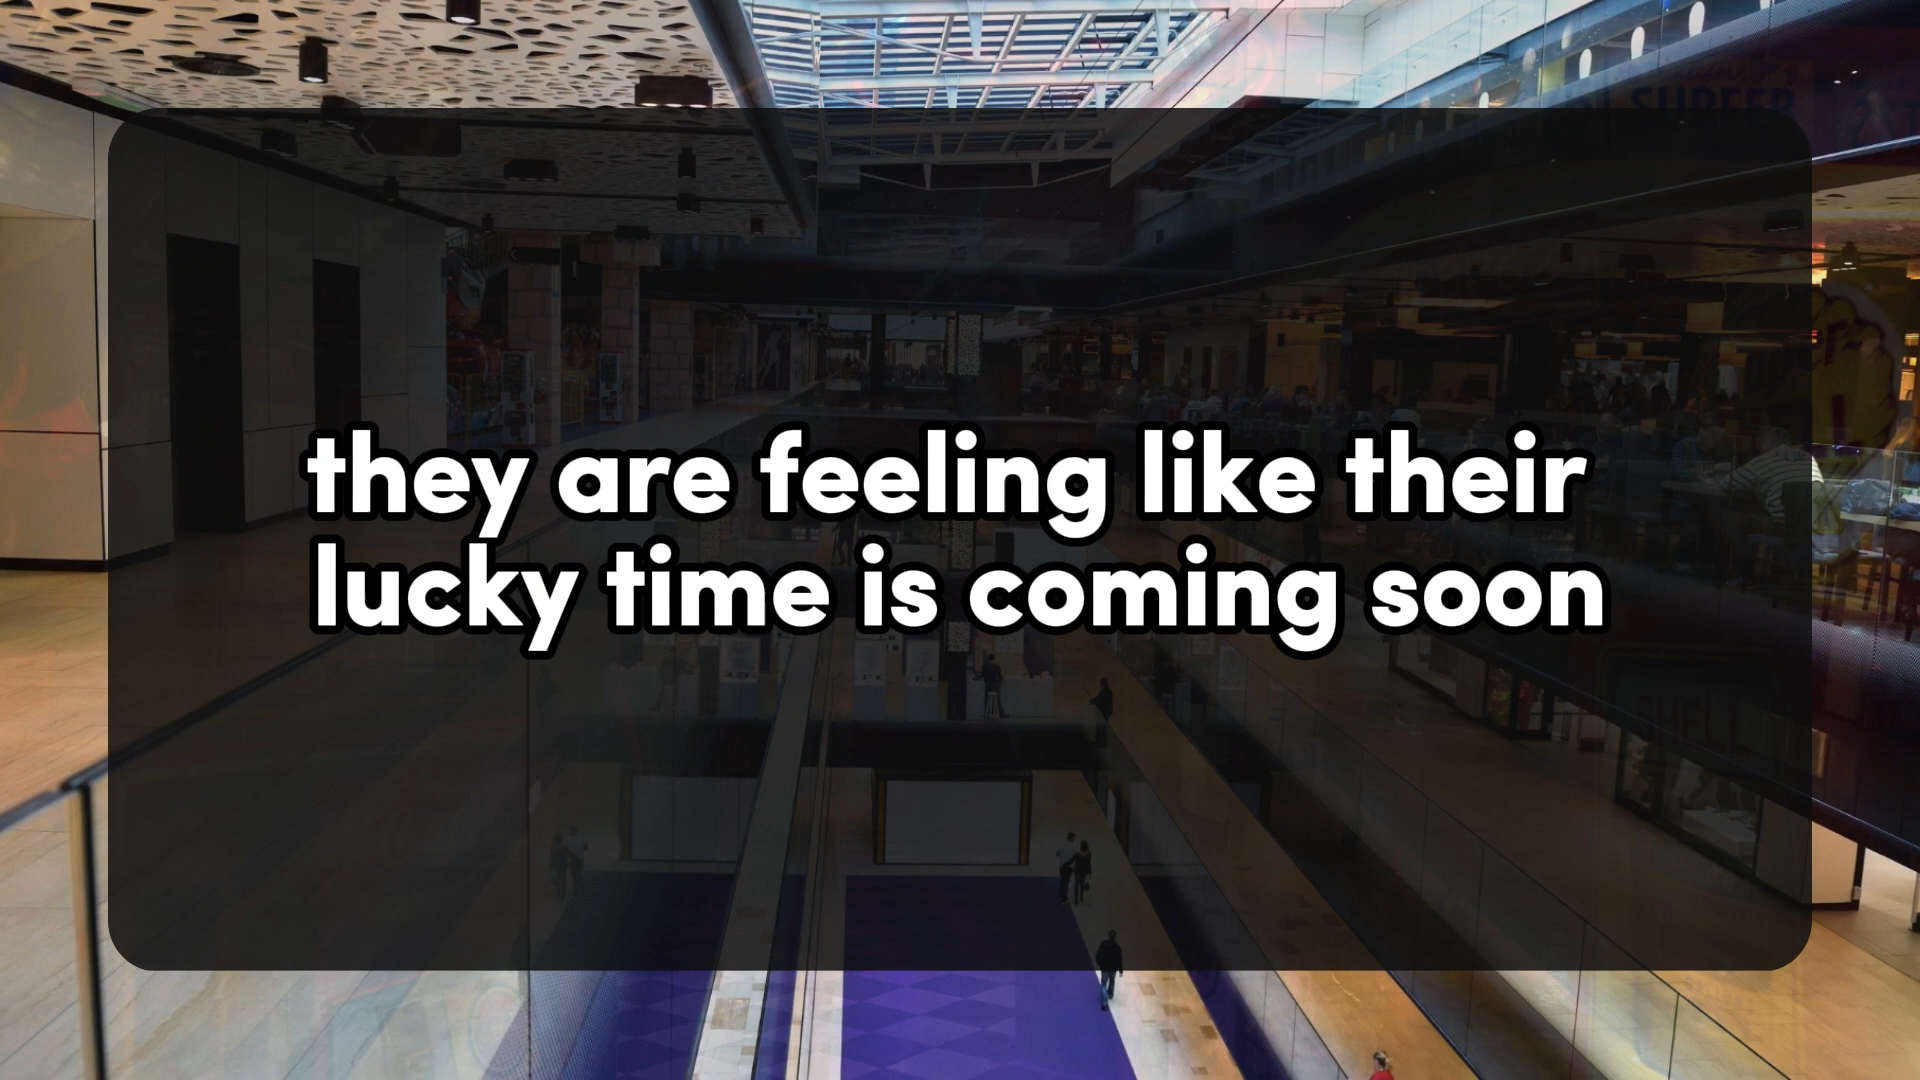 they are feeling like their
lucky time is coming soon